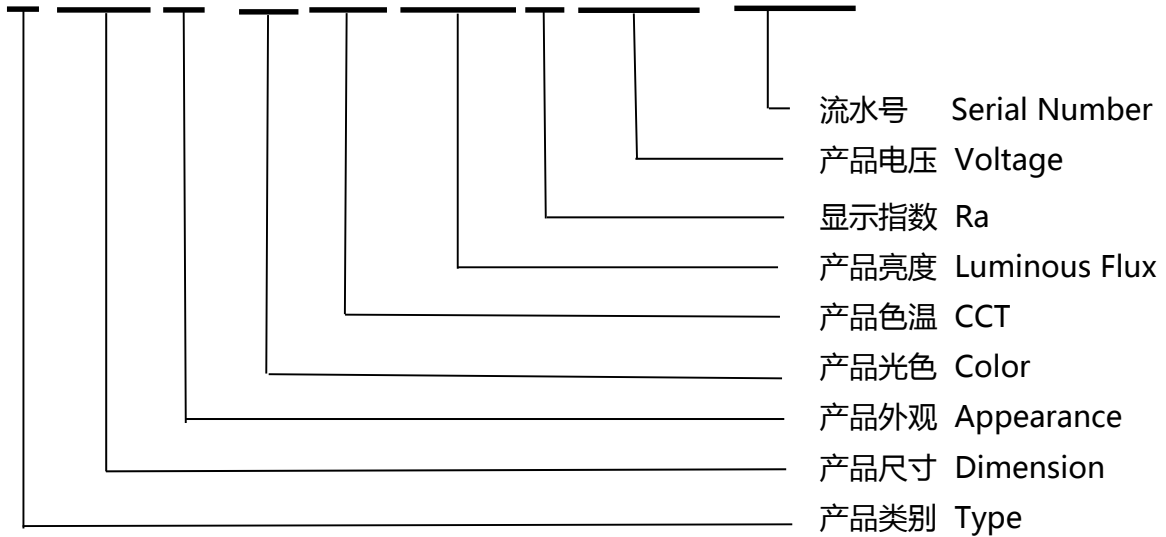 流水号 Serial Number
产品电压 Voltage
显示指数 Ra
产品亮度 Luminous Flux
产品色温 CCT
产品光色 Color
产品外观 Appearance
产品尺寸 Dimension
产品类别 Type